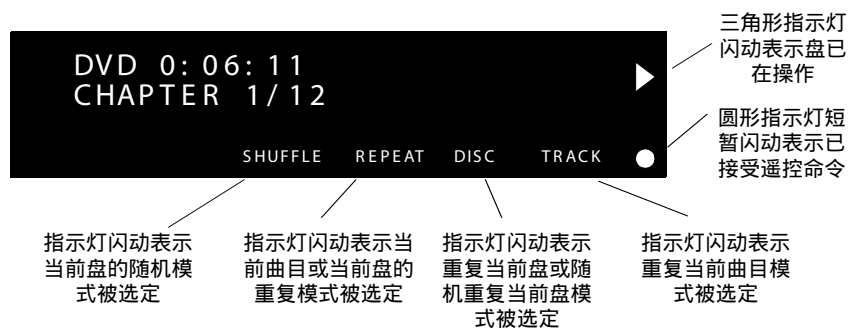 三角形指示灯
闪动表示盘已
在操作
DVD 0:06:11
CHAPTER 1/12
圆形指示灯短
暂闪动表示已
接受遥控命令
SHUFFLE REPEAT DISC TRACK
指示灯闪动表示
当前盘的随机模
式被选定
指示灯闪动表示当
前曲目或当前盘的
重复模式被选定
指示灯闪动表示
重复当前盘或随
机重复当前盘模
式被选定
指示灯闪动表示
重复当前曲目模
式被选定